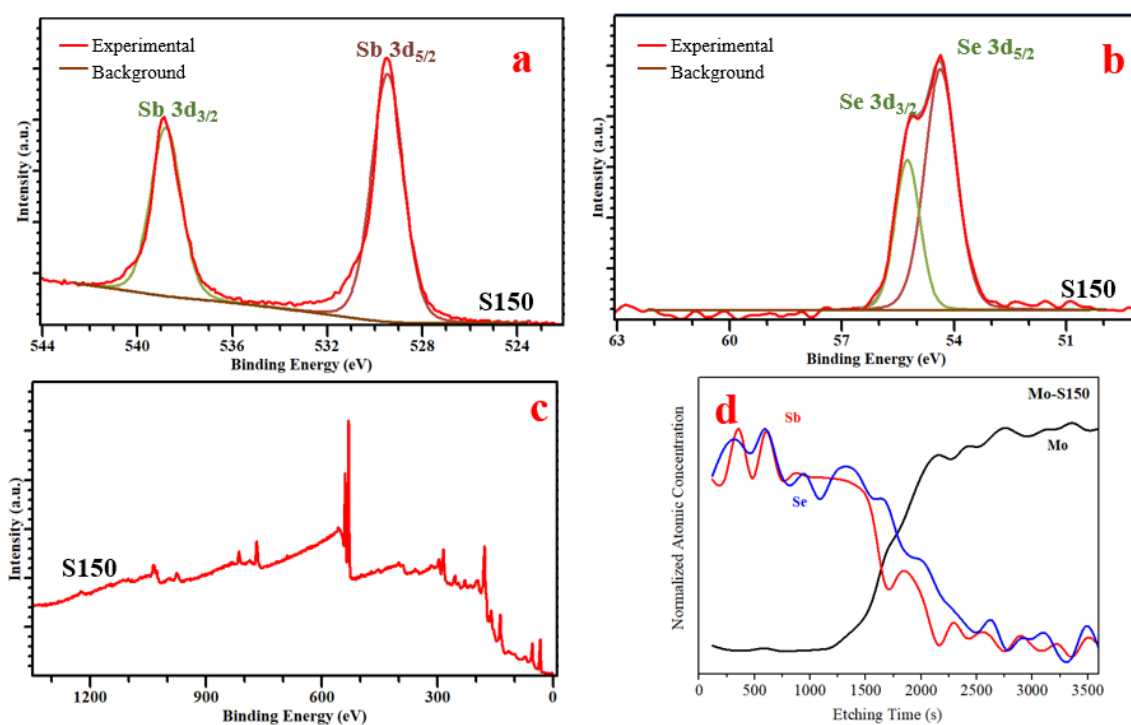 Experimental
Background
a
Sb 3d5/2
Sb 3d3/2
S150
Intensity (a.u.)
544 540 536 532 528 524
Binding Energy (eV)
Experimental
Background
b
Se 3d5/2
Se 3d3/2
S150
Intensity (a.u.)
63 60 57 54 51
Binding Energy (eV)
c
S150
Intensity (a.u.)
1200 900 600 300 0
Binding Energy (eV)
d
Mo-S150
Sb
Mo
Se
Normalized Atomic Concentration
0 500 1000 1500 2000 2500 3000 3500
Etching Time (s)